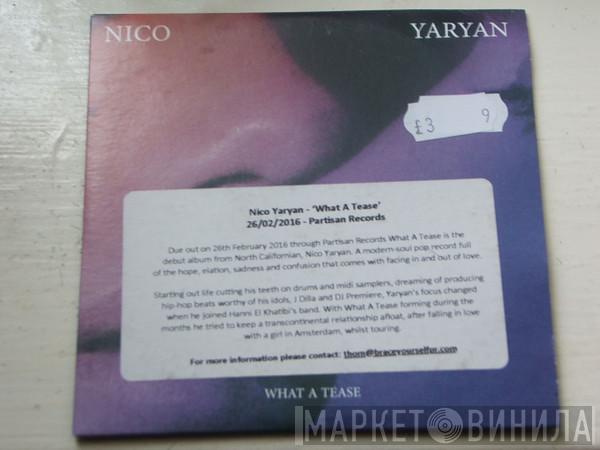 NICO YARYAN
£3 9
Nico Yaryan - 'What A Tease'
26/02/2016 - Partisan Records
Due out on 26th February 2016 through Partisan Records What A Tease is the
debut album from North Californian, Nico Yaryan. A modern-soul pop record full
of the hope, elation, sadness and confusion that comes with facing in and out of love.
Starting out life cutting his teeth on drums and midi samplers, dreaming of producing
hip-hop beats worthy of his idols, J Dilla and DJ Premiere, Yaryan's focus changed
when he joined Hanni El Khatibi's band. With What A Tease forming during the
months he tried to keep a transcontinental relationship afloat, after falling in love
with a girl in Amsterdam, whilst touring.
For more information please contact: thom@braceyourselfpr.com
WHAT A TEASE
МАРКЕТ ВИНИЛА